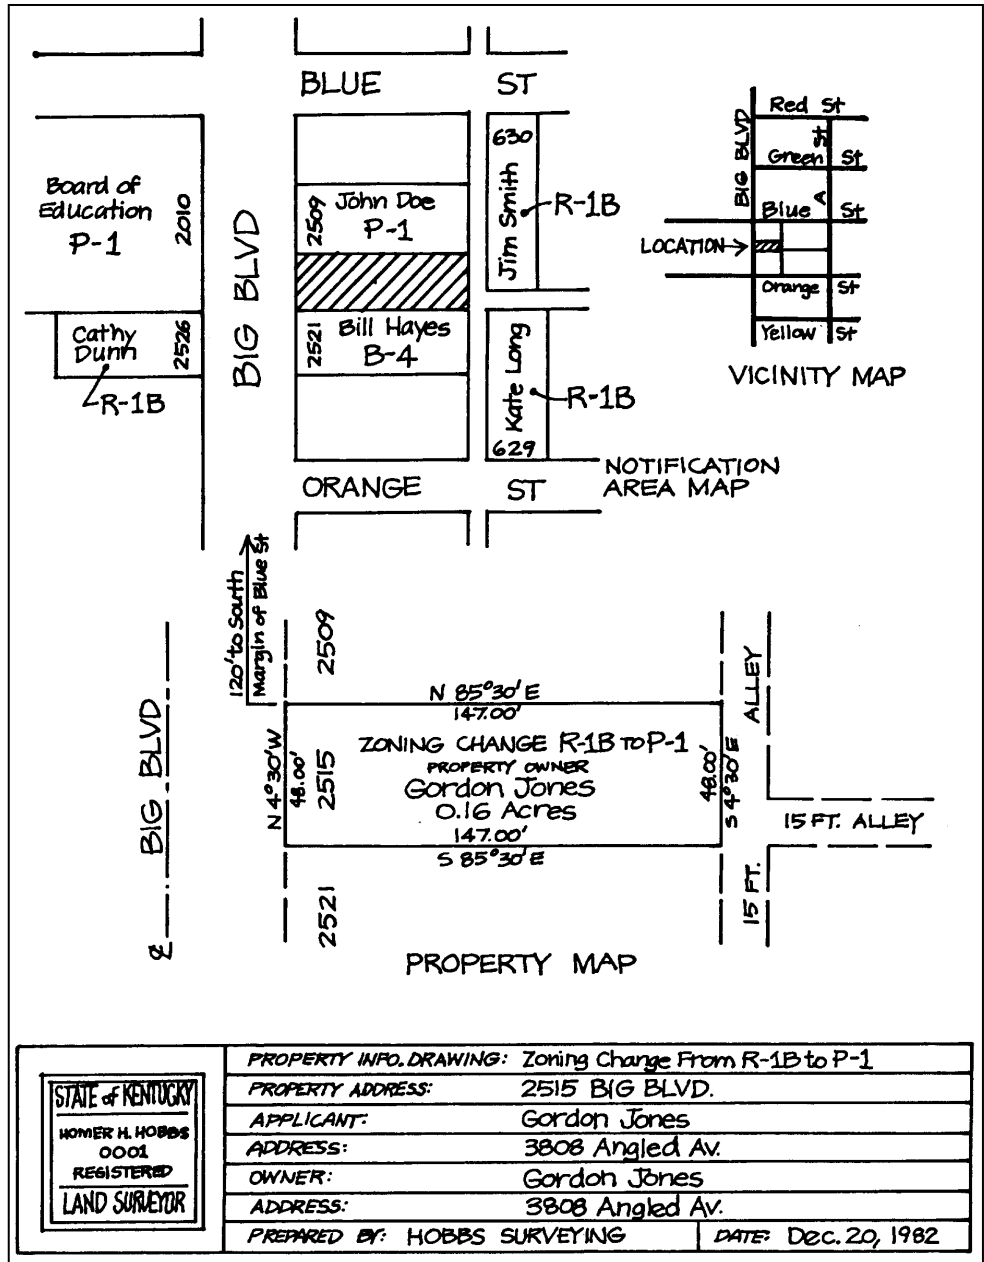 BLUE ST
630
Jim Smith
R-1B
Board of
Education
P-1
2010
2509
John Doe
P-1
BIG BLVD
2521
Bill Hayes
B-4
Cathy
Dunn
2526
R-1B
Kate Long
629
R-1B
ORANGE ST
NOTIFICATION
AREA MAP
Red St
BIG BLVD
A St
Green St
Blue St
LOCATION
Orange St
Yellow St
VICINITY MAP
120' to South
Margin of Blue St
2509
BIG BLVD
℄
N 85°30' E
147.00'
N 4°30' W
48.00'
2515
ZONING CHANGE R-1B TO P-1
PROPERTY OWNER
Gordon Jones
0.16 Acres
147.00'
S 85°30' E
48.00'
S 4°30' E
ALLEY
15 FT. ALLEY
15 FT.
2521
PROPERTY MAP
STATE of KENTUCKY
HOMER H. HOBBS
0001
REGISTERED
LAND SURVEYOR
PROPERTY INFO. DRAWING: Zoning Change From R-1B to P-1
PROPERTY ADDRESS: 2515 BIG BLVD.
APPLICANT: Gordon Jones
ADDRESS: 3808 Angled Av.
OWNER: Gordon Jones
ADDRESS: 3808 Angled Av.
PREPARED BY: HOBBS SURVEYING DATE: Dec. 20, 1982